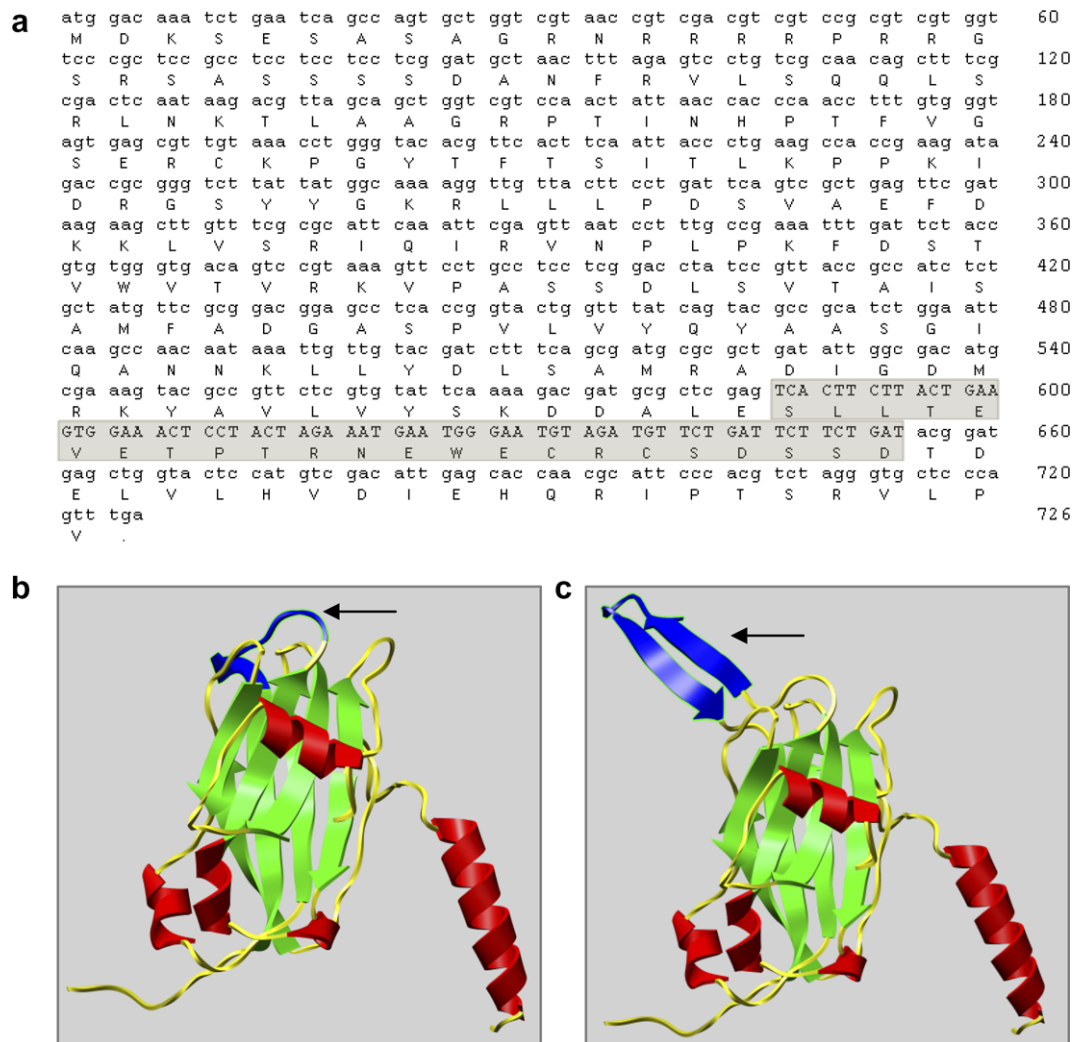 a
atg gac aaa tct gaa tca gcc agt gct ggt cgt aac cgt cga cgt cgt ccg cgt cgt ggt 60
M D K S E S A S A G R N R R R R P R R G
tcc cgc tcc gcc tcc tcc tcc tcg gat gct aac ttt aga gtc ctg tcg caa cag ctt tcg 120
S R S A S S S S D A N F R V L S Q Q L S
cga ctc aat aag acg tta gca gct ggt cgt cca act att aac cac cca acc ttt gtg ggt 180
R L N K T L A A G R P T I N H P T F V G
agt gag cgt tgt aaa cct ggg tac acg ttc act tca att acc ctg aag cca ccg aag ata 240
S E R C K P G Y T F T S I T L K P P K I
gac cgc ggg tct tat tat ggc aaa agg ttg tta ctt cct gat tca gtc gct gag ttc gat 300
D R G S Y Y G K R L L L P D S V A E F D
aag aag ctt gtt tcg cgc att caa att cga gtt aat cct ttg ccg aaa ttt gat tct acc 360
K K L V S R I Q I R V N P L P K F D S T
gtg tgg gtg aca gtc cgt aaa gtt cct gcc tcc tcg gac cta tcc gtt acc gcc atc tct 420
V W V T V R K V P A S S D L S V T A I S
gct atg ttc gcg gac gga gcc tca ccg gta ctg gtt tat cag tac gcc gca tct gga att 480
A M F A D G A S P V L V Y Q Y A A S G I
caa gcc aac aat aaa ttg ttg tac gat ctt tca gcg atg cgc gct gat att ggc gac atg 540
Q A N N K L L Y D L S A M R A D I G D M
cga aag tac gcc gtt ctc gtg tat tca aaa gac gat gcg ctc gag TCA CTT CTT ACT GAA 600
R K Y A V L V Y S K D D A L E S L L T E
GTG GAA ACT CCT ACT AGA AAT GAA TGG GAA TGT AGA TGT TCT GAT TCT TCT GAT acg gat 660
V E T P T R N E W E C R C S D S S D T D
gag ctg gta ctc cat gtc gac att gag cac caa cgc att ccc acg tct agg gtg ctc cca 720
E L V L H V D I E H Q R I P T S R V L P
gtt tga 726
V .
b
c